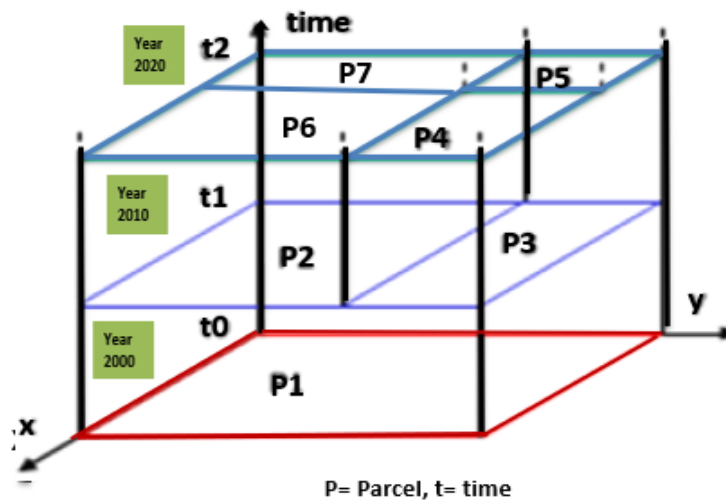 Year
2020
t2
time
P7
P5
P6
P4
Year
2010
t1
P2
P3
t0
y
Year
2000
P1
x
P= Parcel, t= time